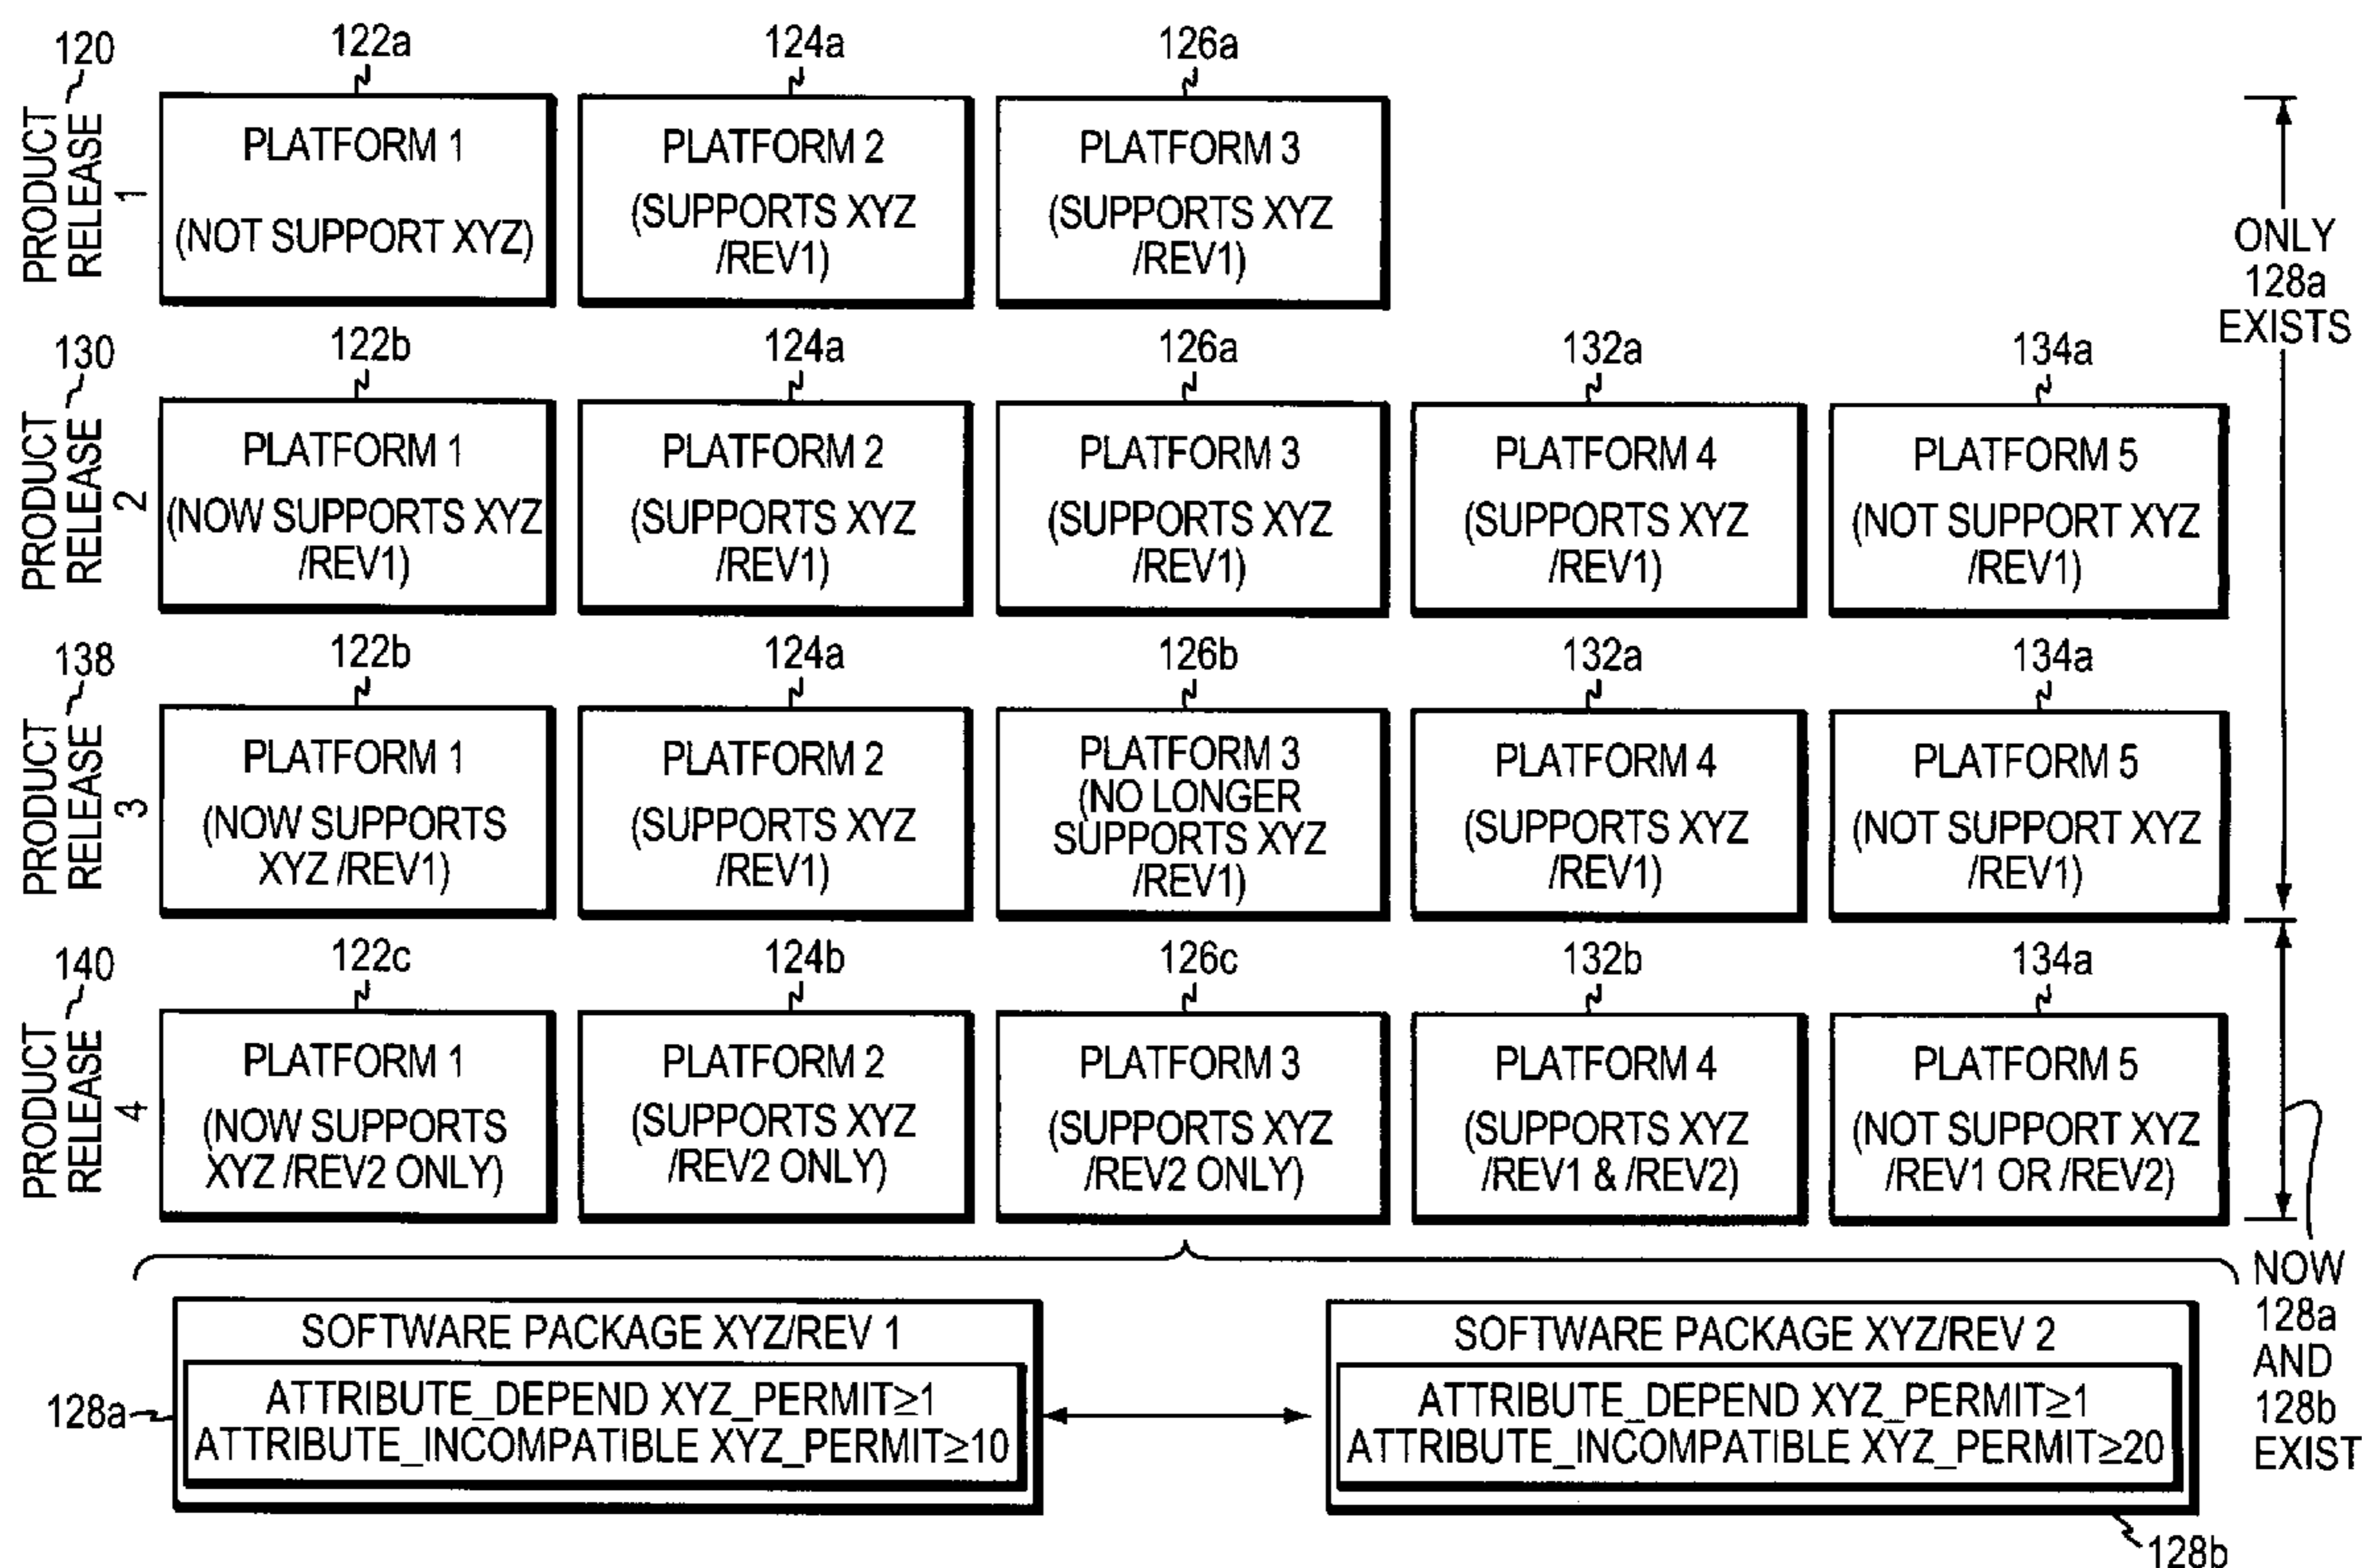 122a
124a
126a
120
PRODUCT
RELEASE
1
PLATFORM 1
(NOT SUPPORT XYZ)
PLATFORM 2
(SUPPORTS XYZ
/REV1)
PLATFORM 3
(SUPPORTS XYZ
/REV1)
ONLY
128a
EXISTS
122b
124a
126a
132a
134a
130
PRODUCT
RELEASE
2
PLATFORM 1
(NOW SUPPORTS XYZ
/REV1)
PLATFORM 2
(SUPPORTS XYZ
/REV1)
PLATFORM 3
(SUPPORTS XYZ
/REV1)
PLATFORM 4
(SUPPORTS XYZ
/REV1)
PLATFORM 5
(NOT SUPPORT XYZ
/REV1)
122b
124a
126b
132a
134a
138
PRODUCT
RELEASE
3
PLATFORM 1
(NOW SUPPORTS
XYZ /REV1)
PLATFORM 2
(SUPPORTS XYZ
/REV1)
PLATFORM 3
(NO LONGER
SUPPORTS XYZ
/REV1)
PLATFORM 4
(SUPPORTS XYZ
/REV1)
PLATFORM 5
(NOT SUPPORT XYZ
/REV1)
122c
124b
126c
132b
134a
140
PRODUCT
RELEASE
4
PLATFORM 1
(NOW SUPPORTS
XYZ /REV2 ONLY)
PLATFORM 2
(SUPPORTS XYZ
/REV2 ONLY)
PLATFORM 3
(SUPPORTS XYZ
/REV2 ONLY)
PLATFORM 4
(SUPPORTS XYZ
/REV1 & /REV2)
PLATFORM 5
(NOT SUPPORT XYZ
/REV1 OR /REV2)
NOW
128a
AND
128b
EXIST
SOFTWARE PACKAGE XYZ/REV 1
ATTRIBUTE_DEPEND XYZ_PERMIT≥1
ATTRIBUTE_INCOMPATIBLE XYZ_PERMIT≥10
128a
SOFTWARE PACKAGE XYZ/REV 2
ATTRIBUTE_DEPEND XYZ_PERMIT≥1
ATTRIBUTE_INCOMPATIBLE XYZ_PERMIT≥20
128b